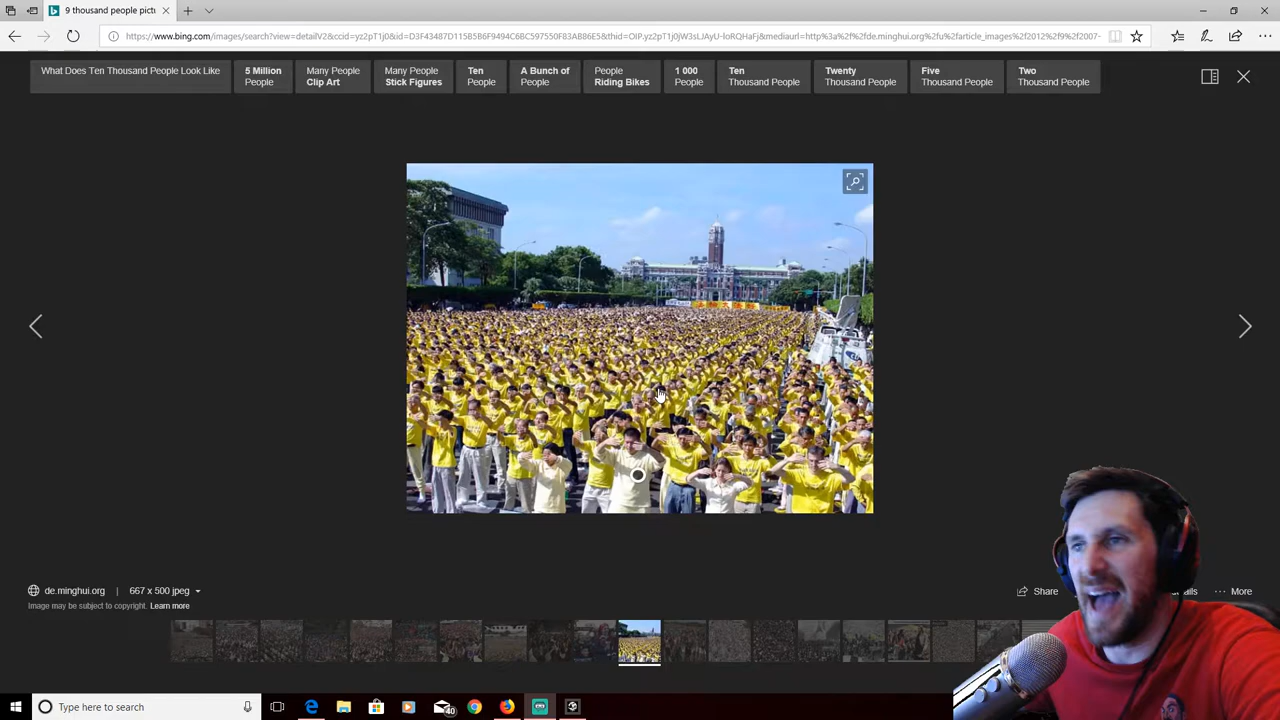 9 thousand people pictu
https://www.bing.com/images/search?view=detailV2&ccid=yz2pT1j0&id=D3F43487D115B5B6F9494C6BC597550F83AB86E5&thid=OIP.yz2pT1j0jW3sIJAyU-loRQHaFj&mediaurl=http%3a%2f%2fde.minghui.org%2fu%2farticle_images%2f2012%2f9%2f2007-
What Does Ten Thousand People Look Like
5 Million
People
Many People
Clip Art
Many People
Stick Figures
Ten
People
A Bunch of
People
People
Riding Bikes
1 000
People
Ten
Thousand People
Twenty
Thousand People
Five
Thousand People
Two
Thousand People
de.minghui.org | 667 x 500 jpeg
Image may be subject to copyright. Learn more
Share
More
Type here to search
40